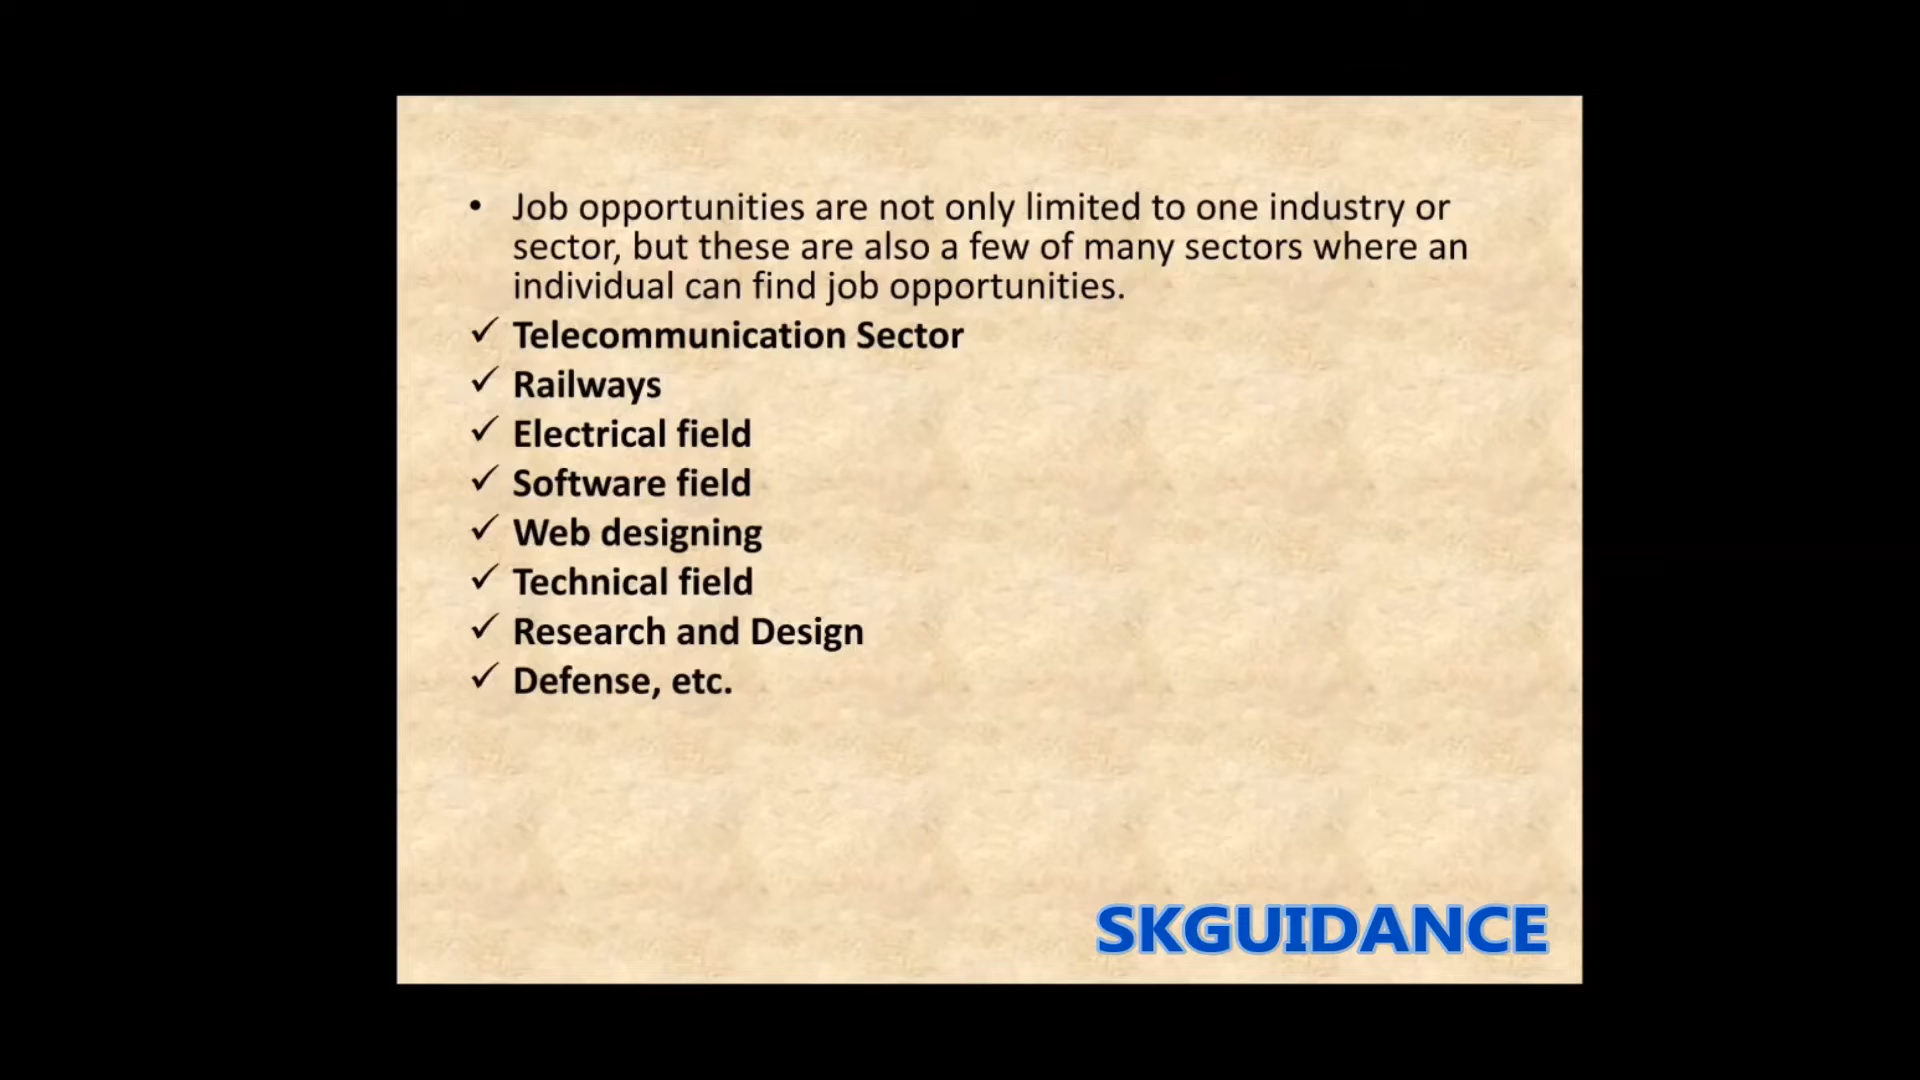 • Job opportunities are not only limited to one industry or
sector, but these are also a few of many sectors where an
individual can find job opportunities.
✓ Telecommunication Sector
✓ Railways
✓ Electrical field
✓ Software field
✓ Web designing
✓ Technical field
✓ Research and Design
✓ Defense, etc.
SKGUIDANCE